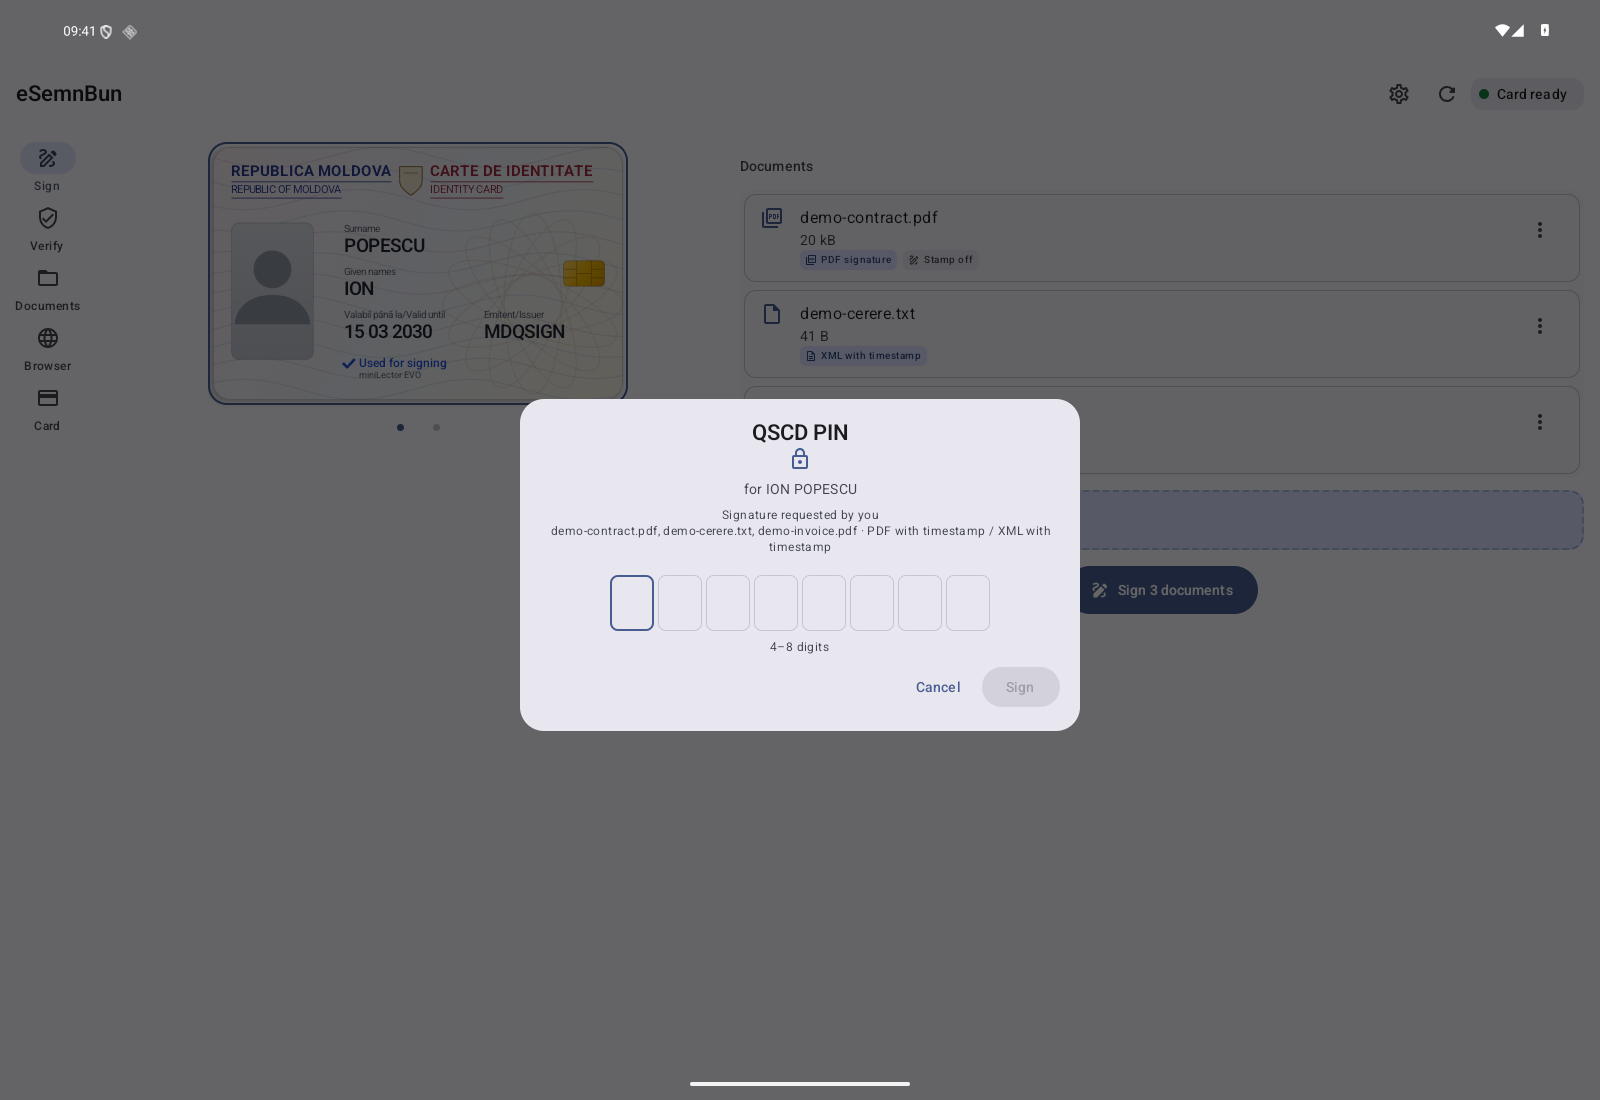 09:41
eSemnBun
Card ready
Sign
Verify
Documents
Browser
Card
REPUBLICA MOLDOVA
REPUBLIC OF MOLDOVA
CARTE DE IDENTITATE
IDENTITY CARD
Surname
POPESCU
Given names
ION
Valabil până la/Valid until
15 03 2030
Emitent/Issuer
MDQSIGN
Used for signing
miniLector EVO
Documents
demo-contract.pdf
20 kB
PDF signature
Stamp off
demo-cerere.txt
41 B
XML with timestamp
Sign 3 documents
QSCD PIN
for ION POPESCU
Signature requested by you
demo-contract.pdf, demo-cerere.txt, demo-invoice.pdf · PDF with timestamp / XML with
timestamp
4–8 digits
Cancel
Sign